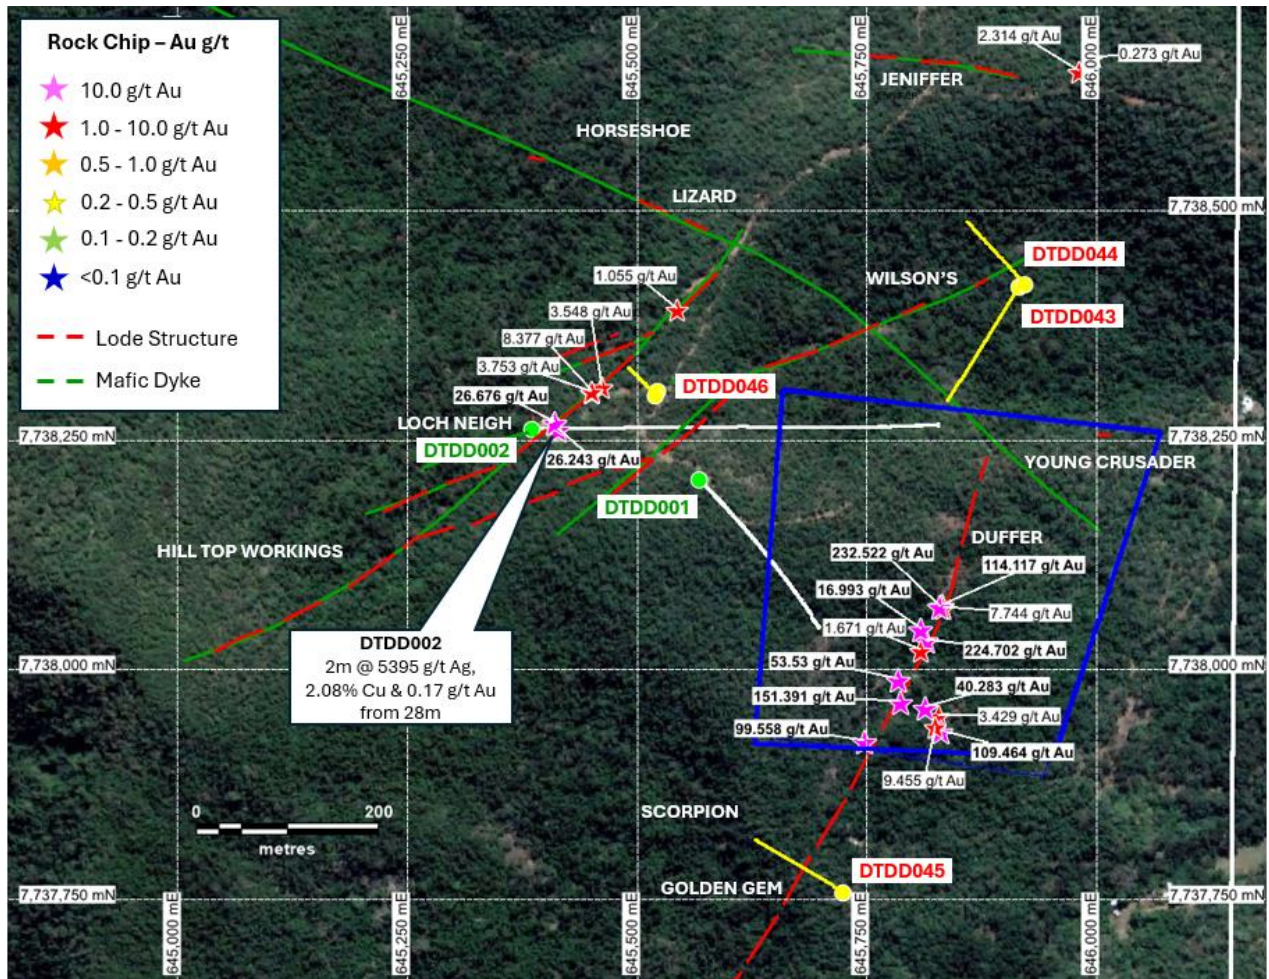 Rock Chip – Au g/t
10.0 g/t Au
1.0 - 10.0 g/t Au
0.5 - 1.0 g/t Au
0.2 - 0.5 g/t Au
0.1 - 0.2 g/t Au
<0.1 g/t Au
Lode Structure
Mafic Dyke
645,250 mE
645,500 mE
645,750 mE
646,000 mE
2.314 g/t Au
0.273 g/t Au
JENIFFER
HORSESHOE
LIZARD
7,738,500 mN
7,738,500 mN
WILSON'S
DTDD044
DTDD043
1.055 g/t Au
3.548 g/t Au
8.377 g/t Au
3.753 g/t Au
26.676 g/t Au
DTDD046
LOCH NEIGH
DTDD002
26.243 g/t Au
7,738,250 mN
7,738,250 mN
YOUNG CRUSADER
DTDD001
HILL TOP WORKINGS
DUFFER
232.522 g/t Au
114.117 g/t Au
16.993 g/t Au
7.744 g/t Au
1.671 g/t Au
224.702 g/t Au
53.53 g/t Au
40.283 g/t Au
151.391 g/t Au
3.429 g/t Au
99.558 g/t Au
109.464 g/t Au
9.455 g/t Au
7,738,000 mN
7,738,000 mN
DTDD002
2m @ 5395 g/t Ag,
2.08% Cu & 0.17 g/t Au
from 28m
0 200
metres
SCORPION
DTDD045
GOLDEN GEM
7,737,750 mN
7,737,750 mN
645,000 mE
645,250 mE
645,500 mE
645,750 mE
646,000 mE